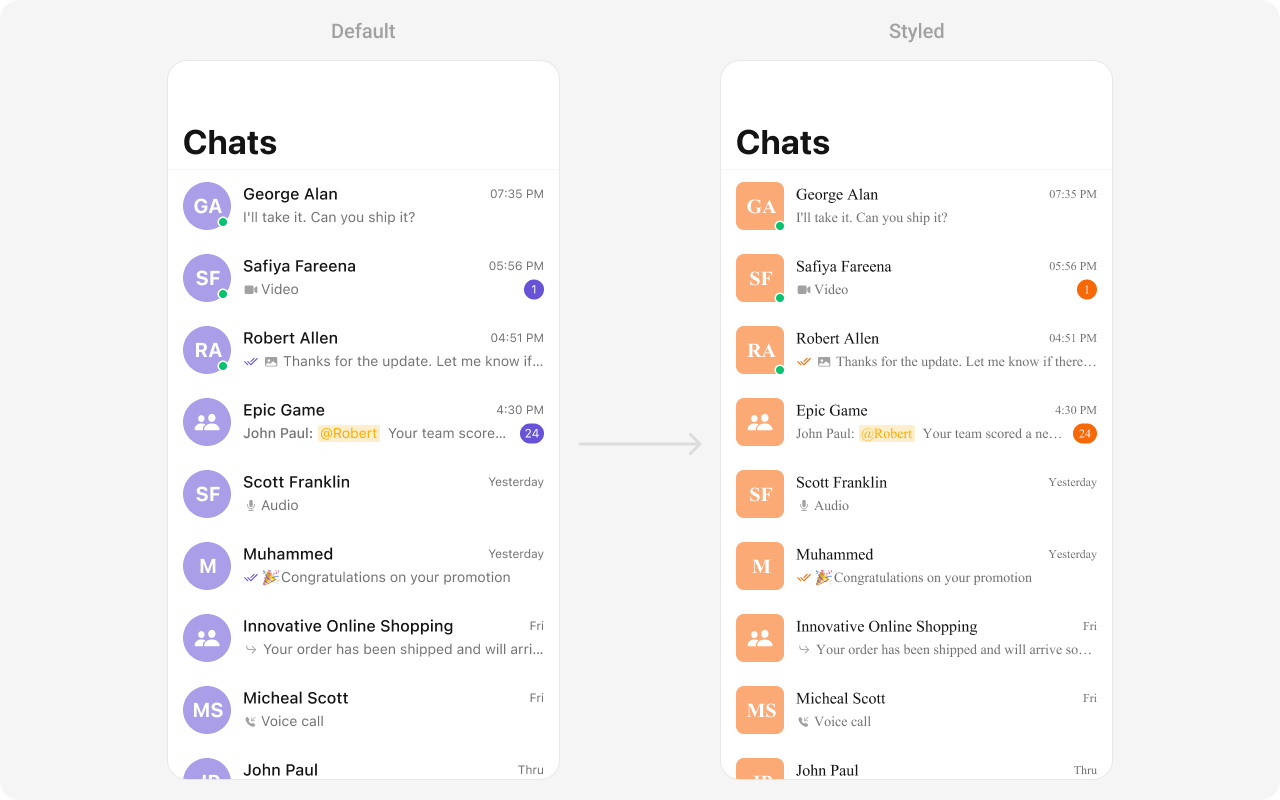 Default
Chats
GA George Alan 07:35 PM
I'll take it. Can you ship it?
SF Safiya Fareena 05:56 PM
Video 1
RA Robert Allen 04:51 PM
Thanks for the update. Let me know if...
Epic Game 4:30 PM
John Paul: @Robert Your team score... 24
SF Scott Franklin Yesterday
Audio
M Muhammed Yesterday
🎉Congratulations on your promotion
Innovative Online Shopping Fri
Your order has been shipped and will arri...
MS Micheal Scott Fri
Voice call
JP John Paul Thru
Styled
Chats
GA George Alan 07:35 PM
I'll take it. Can you ship it?
SF Safiya Fareena 05:56 PM
Video 1
RA Robert Allen 04:51 PM
Thanks for the update. Let me know if there...
Epic Game 4:30 PM
John Paul: @Robert Your team scored a ne... 24
SF Scott Franklin Yesterday
Audio
M Muhammed Yesterday
🎉Congratulations on your promotion
Innovative Online Shopping Fri
Your order has been shipped and will arrive so...
MS Micheal Scott Fri
Voice call
JP John Paul Thru